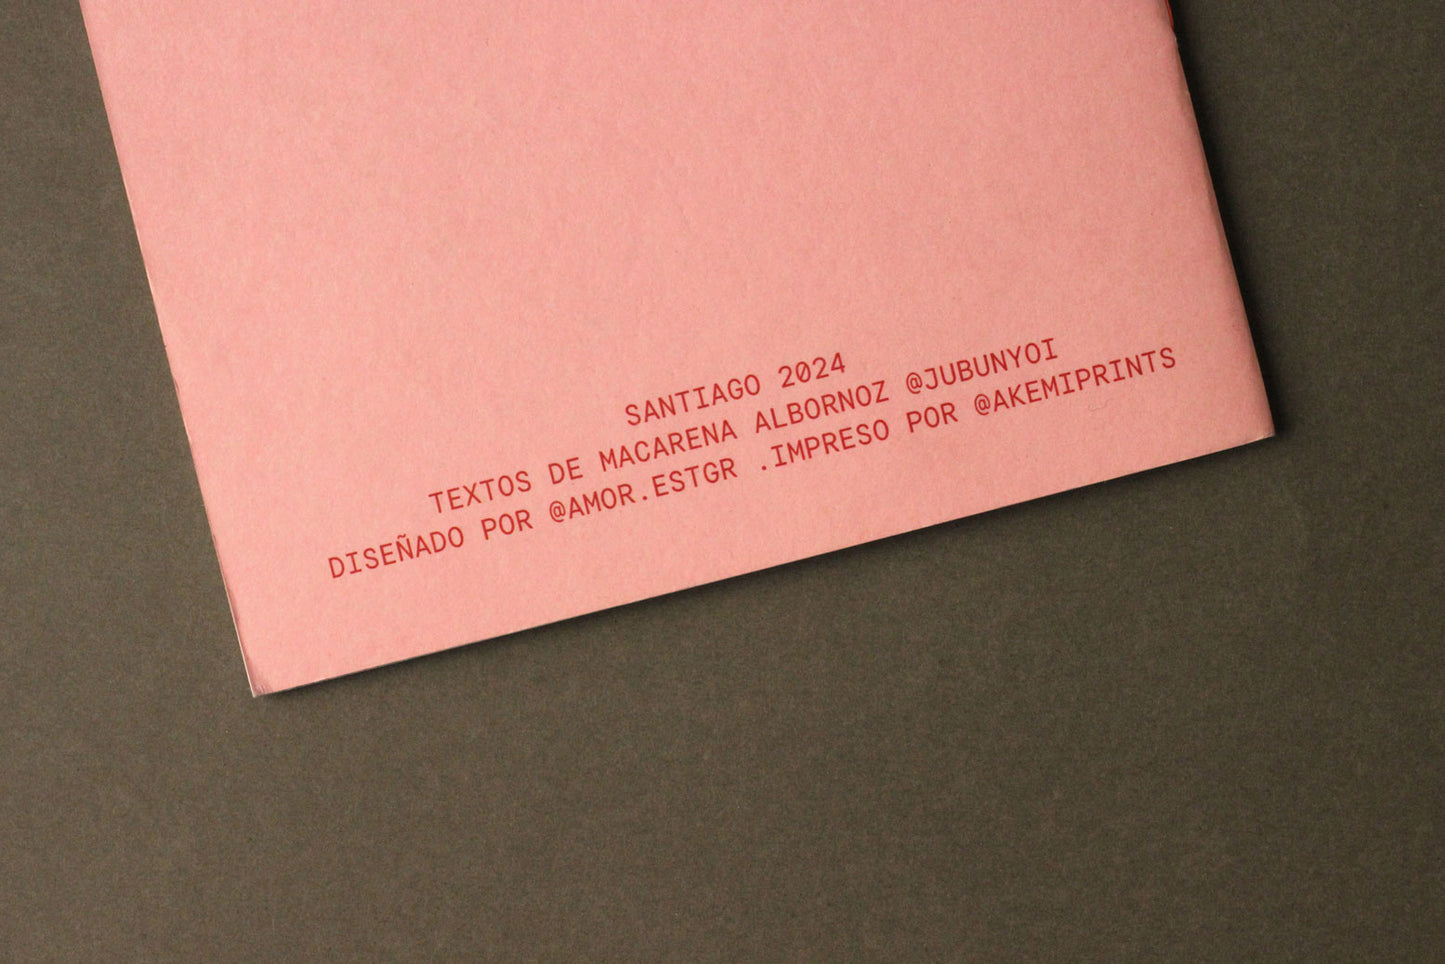 SANTIAGO 2024
TEXTOS DE MACARENA ALBORNOZ @JUBUNYOI
DISEÑADO POR @AMOR.ESTGR .IMPRESO POR @AKEMIPRINTS